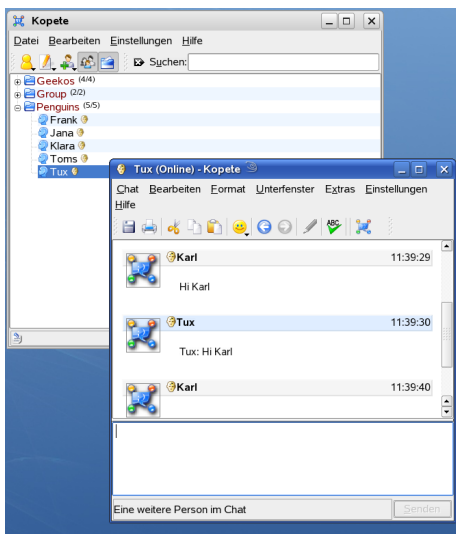 Kopete
Datei Bearbeiten Einstellungen Hilfe
Suchen:
Geekos (4/4)
Group (2/2)
Penguins (5/5)
Frank
Jana
Klara
Toms
Tux
Tux (Online) - Kopete
Chat Bearbeiten Format Unterfenster Extras Einstellungen
Hilfe
ABC
Karl 11:39:29
Hi Karl
Tux 11:39:30
Tux: Hi Karl
Karl 11:39:40
Eine weitere Person im Chat Senden